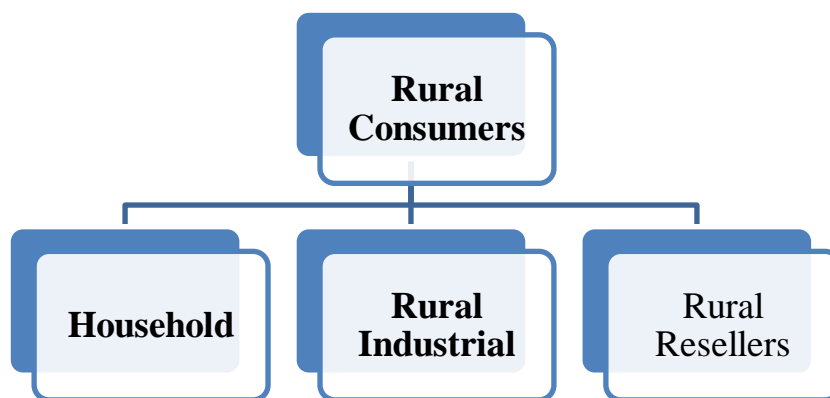 Rural
Consumers
Household
Rural
Industrial
Rural
Resellers